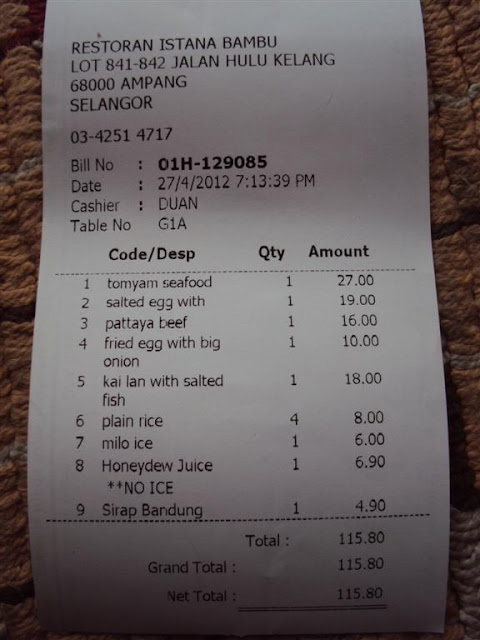 RESTORAN ISTANA BAMBU
LOT 841-842 JALAN HULU KELANG
68000 AMPANG
SELANGOR
03-4251 4717
Bill No : 01H-129085
Date : 27/4/2012 7:13:39 PM
Cashier : DUAN
Table No G1A
Code/Desp Qty Amount
1 tomyam seafood 1 27.00
2 salted egg with 1 19.00
3 pattaya beef 1 16.00
4 fried egg with big 1 10.00
onion
5 kai lan with salted 1 18.00
fish
6 plain rice 4 8.00
7 milo ice 1 6.00
8 Honeydew Juice 1 6.90
**NO ICE
9 Sirap Bandung 1 4.90
Total : 115.80
Grand Total : 115.80
Net Total : 115.80